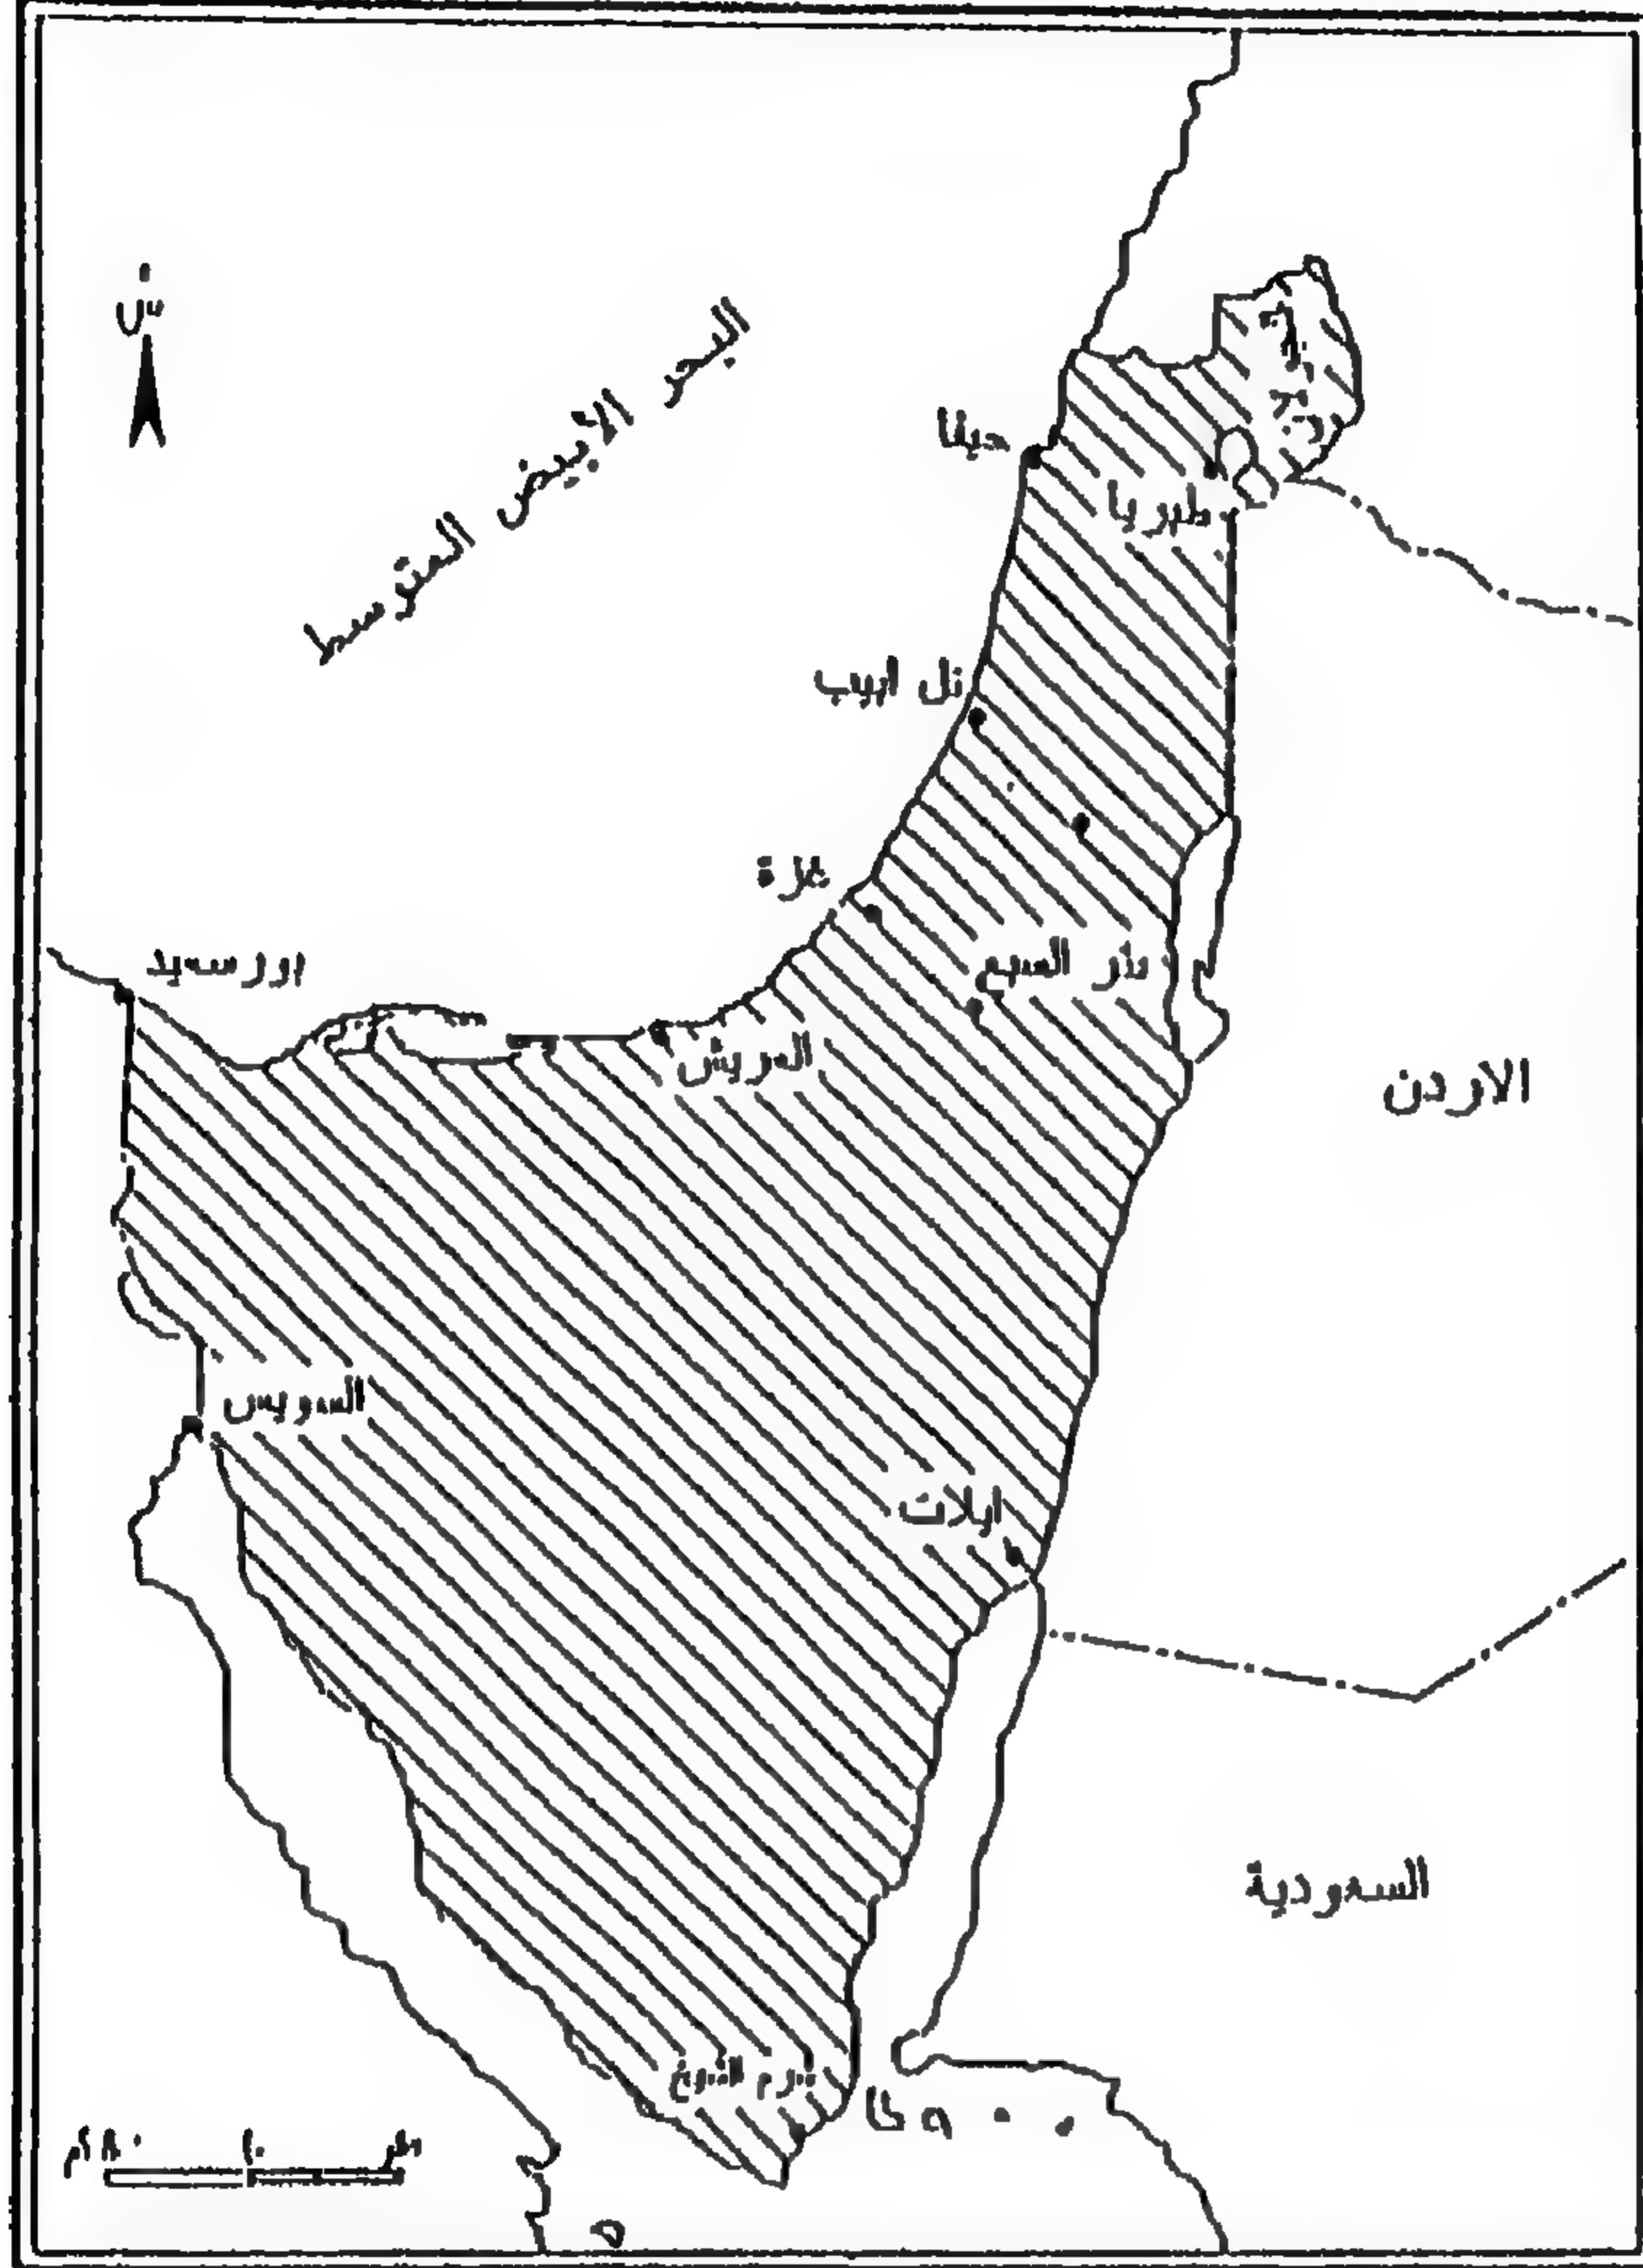 ش
البحر الأبيض المتوسط
حيفا
طبريا
تل ابيب
غزة
بورسعيد
بئر السبع
العريش
الاردن
السويس
ايلات
السعودية
شرم الشيخ